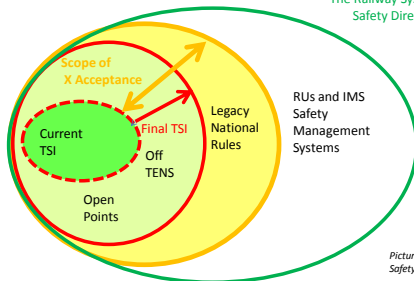 The Railway Sy
Safety Dire
Scope of
X Acceptance
RUs and IMS
Safety
Management
Systems
Legacy
National
Rules
Final TSI
Current
TSI
Off
TENS
Open
Points
Pictur
Safety